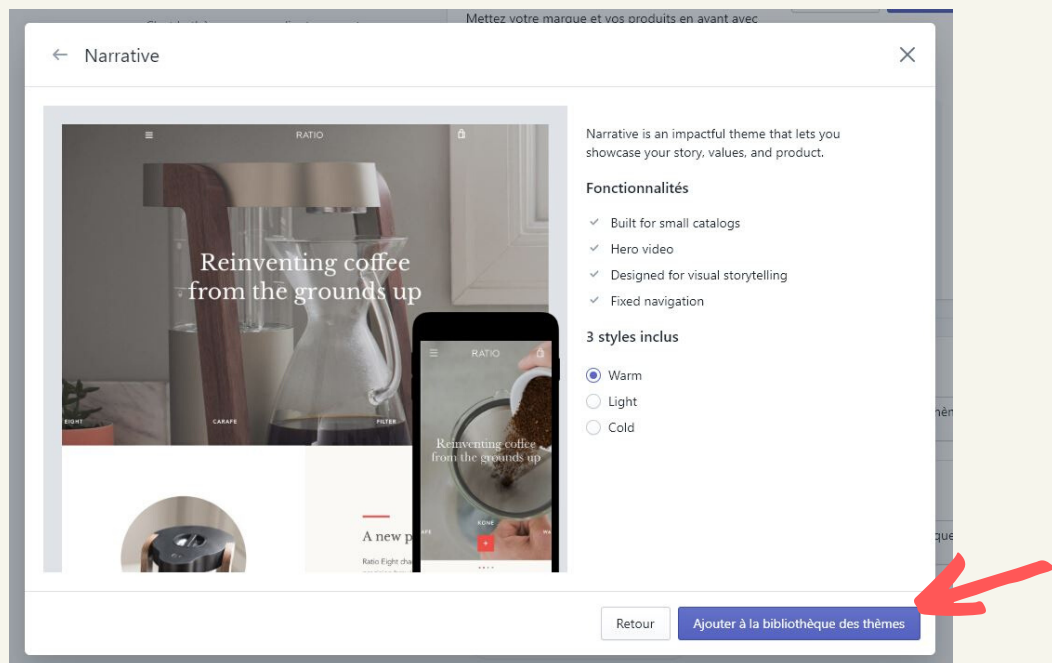 Mettez votre marque et vos produits en avant avec
Narrative
RATIO
Reinventing coffee
from the grounds up
EIGHT
CARAFE
FILTER
A new p
Ratio Eight cha
RATIO
Reinventing coffee
from the grounds up
KONE
Narrative is an impactful theme that lets you
showcase your story, values, and product.
Fonctionnalités
Built for small catalogs
Hero video
Designed for visual storytelling
Fixed navigation
3 styles inclus
Warm
Light
Cold
Retour
Ajouter à la bibliothèque des thèmes